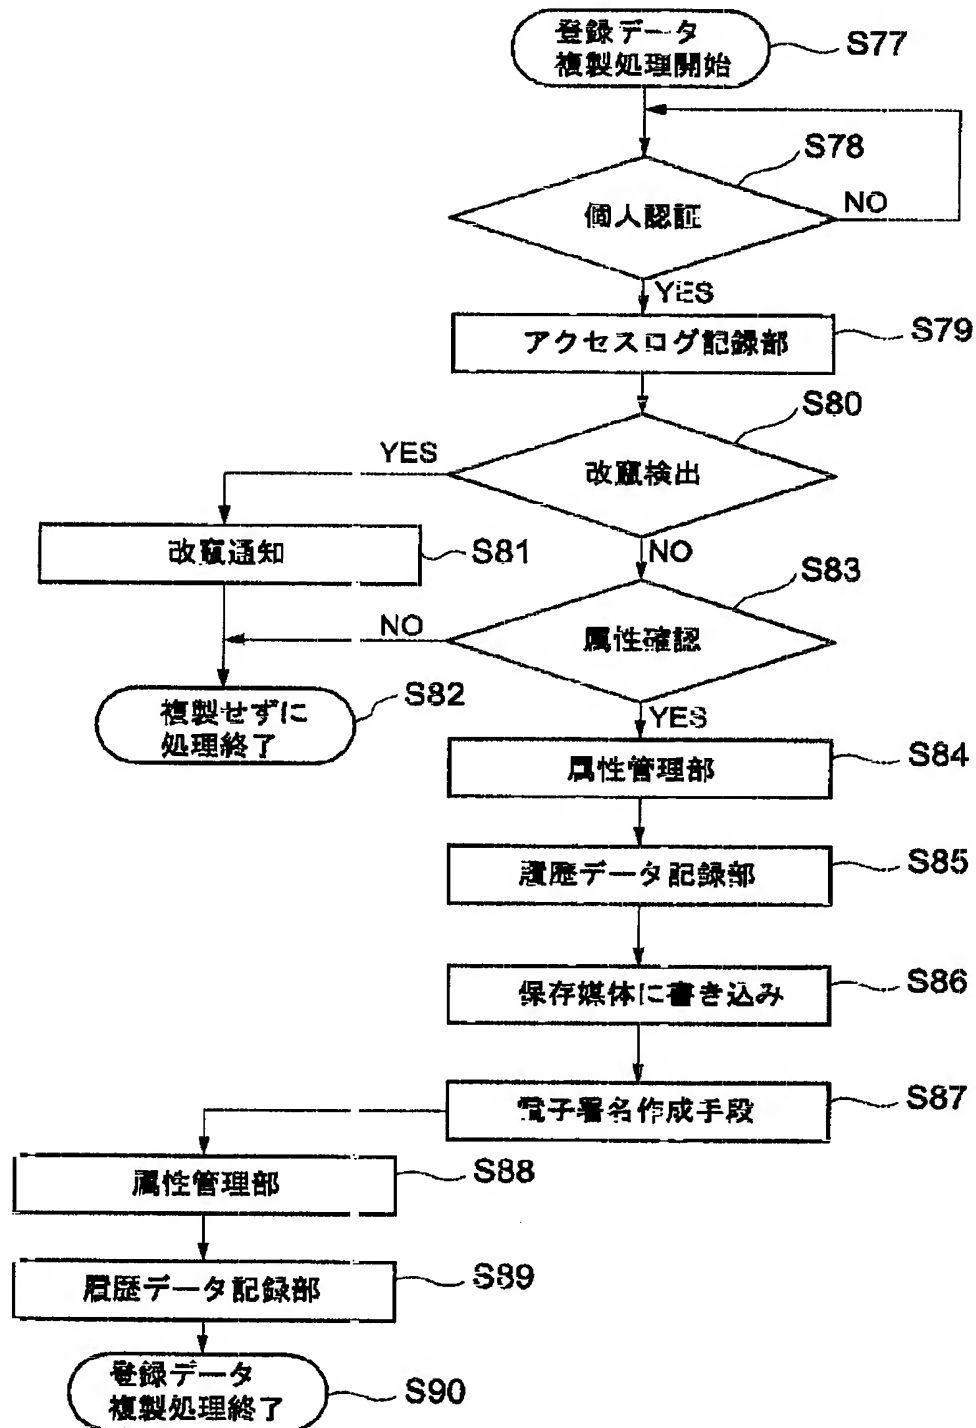 登録データ
複製処理開始
S77
S78
個人認証
NO
YES
アクセスログ記録部
S79
S80
YES
改竄検出
改竄通知
S81
NO
S83
NO
属性確認
S82
複製せずに
処理終了
YES
属性管理部
S84
履歴データ記録部
S85
保存媒体に書き込み
S86
電子署名作成手段
S87
属性管理部
S88
履歴データ記録部
S89
登録データ
複製処理終了
S90